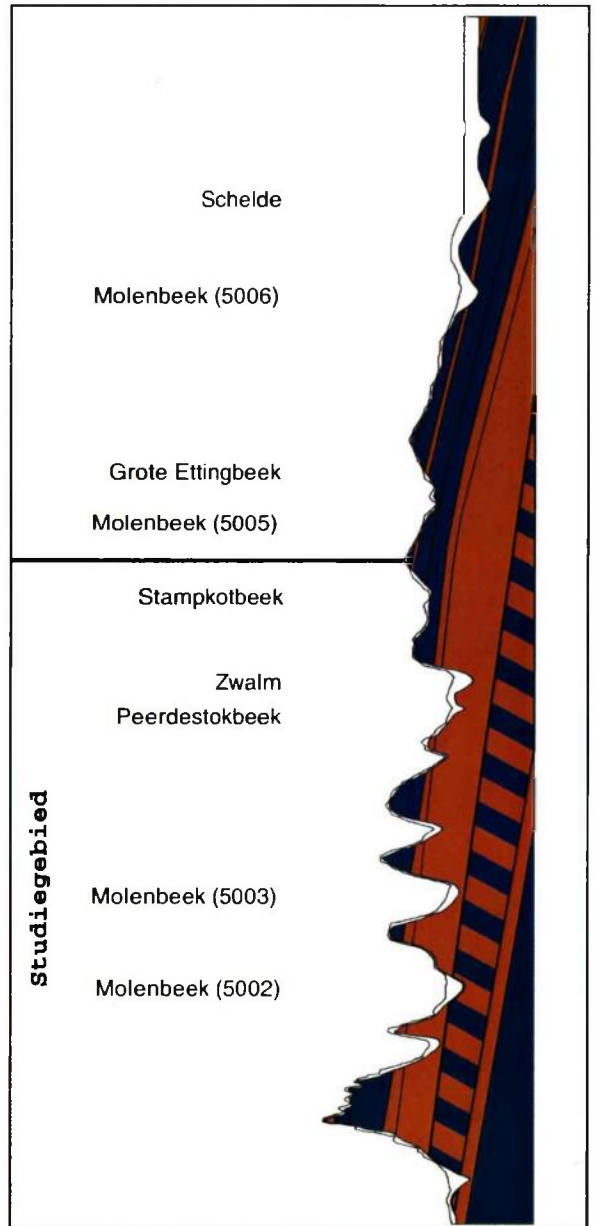 Schelde
Molenbeek (5006)
Grote Ettingbeek
Molenbeek (5005)
Stampkotbeek
Zwalm
Peerdestokbeek
Studiegebied
Molenbeek (5003)
Molenbeek (5002)